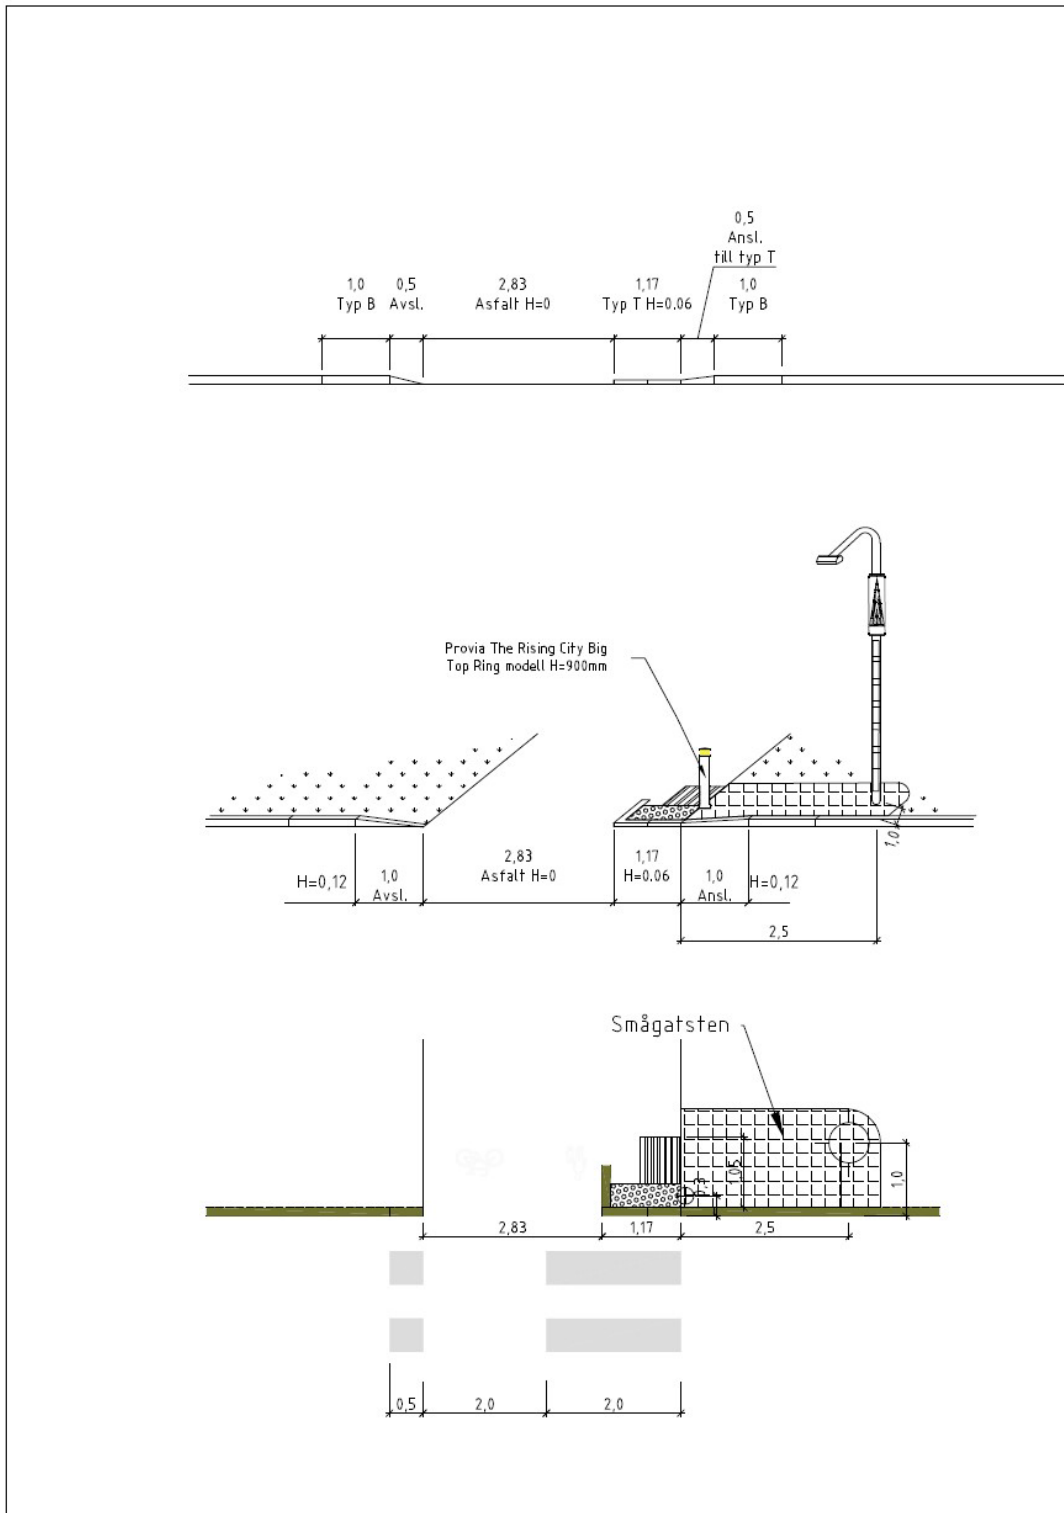 0,5
Ansl.
till typ T
1,0
Typ B
0,5
Avsl.
2,83
Asfalt H=0
1,17
Typ T H=0.06
1,0
Typ B
Provia The Rising City Big
Top Ring modell H=900mm
1,0
H=0,12
1,0
Avsl.
2,83
Asfalt H=0
1,17
H=0.06
1,0
Ansl.
H=0,12
2,5
Smågatsten
0,3
1,05
1,0
2,83
1,17
2,5
0,5
2,0
2,0